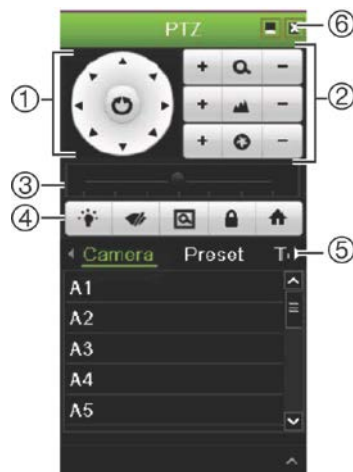 PTZ
⑥
①
+ −
②
+ −
+ −
③
④
Camera Preset T
⑤
A1
A2
A3
A4
A5